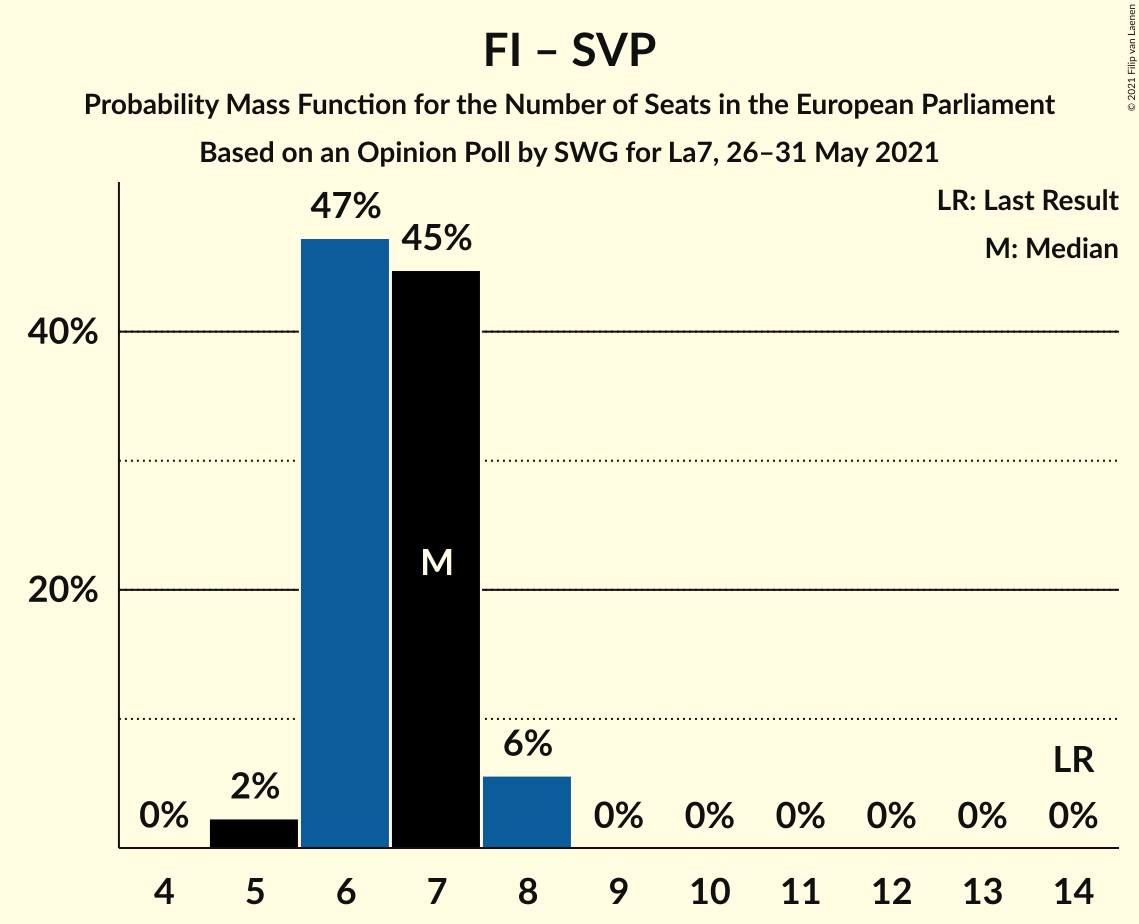 FI – SVP
Probability Mass Function for the Number of Seats in the European Parliament
Based on an Opinion Poll by SWG for La7, 26–31 May 2021
© 2021 Filip van Laenen
LR: Last Result
M: Median
47%
45%
40%
M
20%
6%
LR
2%
0%
0%
0%
0%
0%
0%
0%
4 5 6 7 8 9 10 11 12 13 14